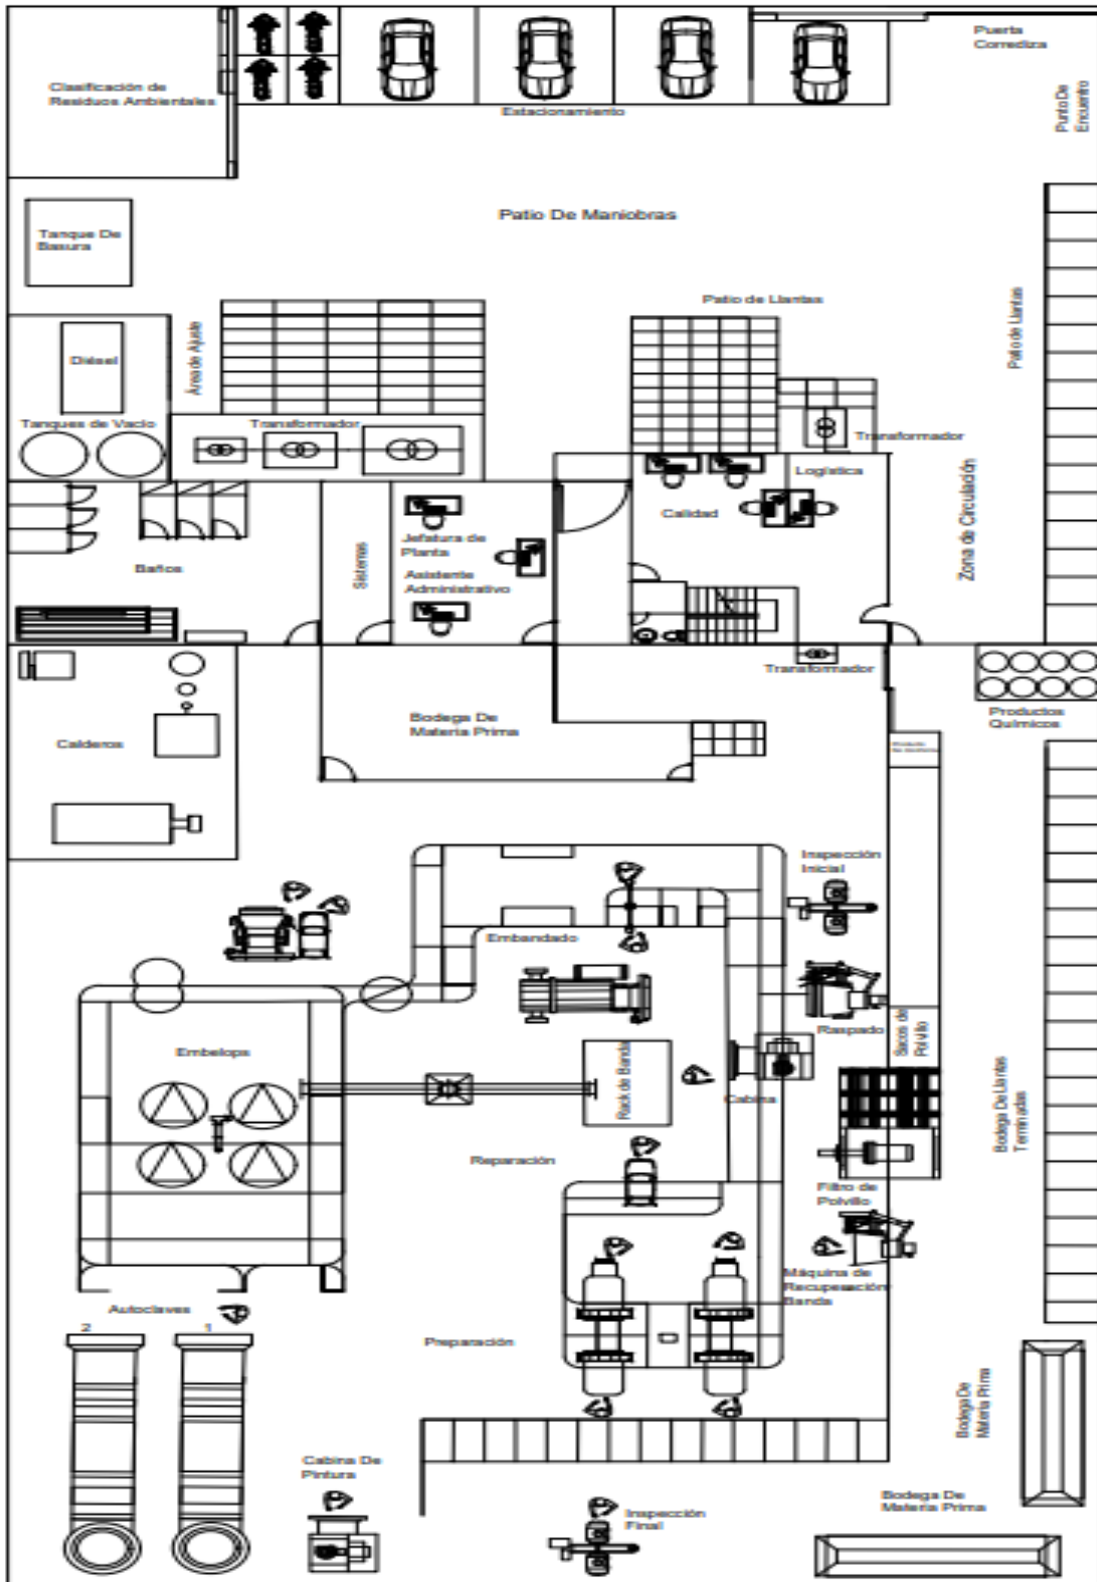 Puerta
Corrediza
Clasificación de
Residuos Ambientales
Estacionamiento
Punto De
Encuentro
Patio De Maniobras
Tanque De
Basura
Patio de Llantas
Patio de Llantas
Área de Ajuste
Diésel
Tanques de Vacío
Transformador
Transformador
Logística
Calidad
Zona de Circulación
Jefatura de
Planta
Sistemas
Asistente
Administrativo
Baños
Transformador
Productos
Químicos
Bodega De
Materia Prima
Calderos
Inspección
Inicial
Embandado
Raspado
Sacos de
Polvillo
Embelops
Rack de Banda
Cabina
Bodega De Llantas
Terminadas
Reparación
Filtro de
Polvillo
Máquina de
Recuperación
Banda
Autoclaves
2
1
Preparación
Bodega De
Materia Prima
Cabina De
Pintura
Bodega De
Materia Prima
Inspección
Final